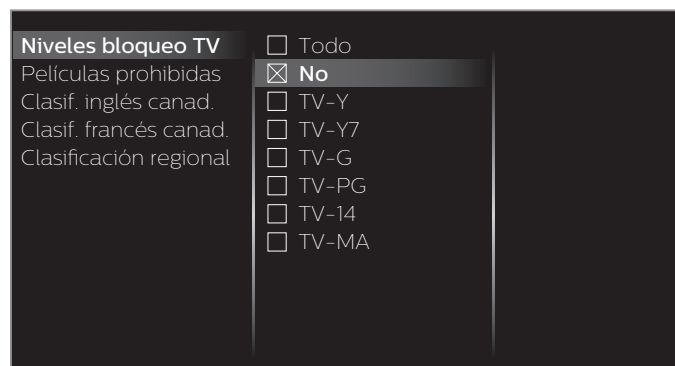 Niveles bloqueo TV
Películas prohibidas
Clasif. inglés canad.
Clasif. francés canad.
Clasificación regional
Todo
No
TV-Y
TV-Y7
TV-G
TV-PG
TV-14
TV-MA